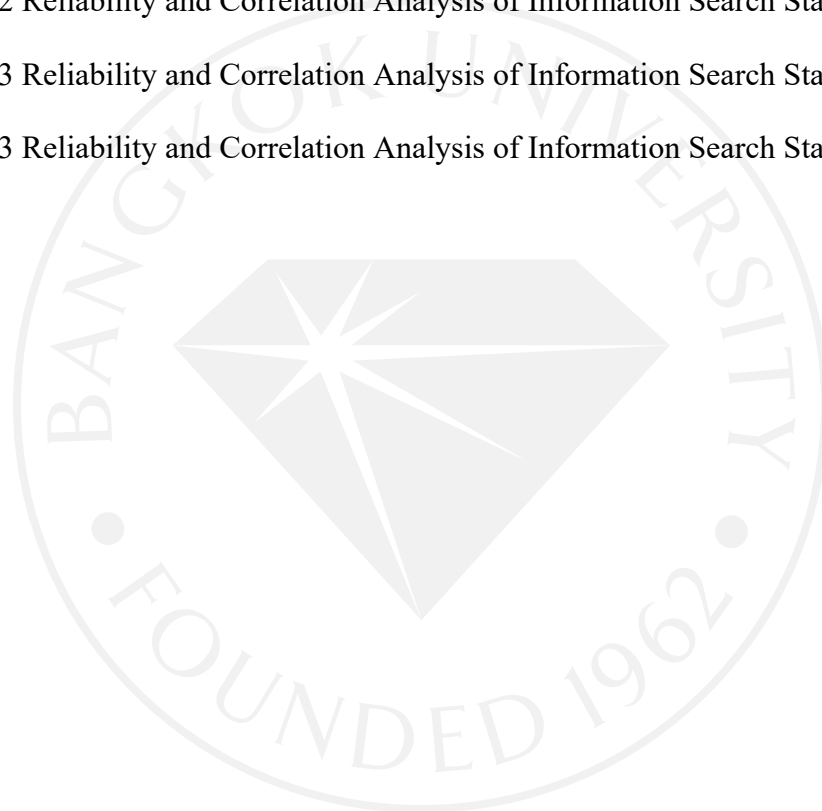 2 Reliability and Correlation Analysis of Information Search Sta
3 Reliability and Correlation Analysis of Information Search Sta
3 Reliability and Correlation Analysis of Information Search Sta
BANGKOK UNIVERSITY
• FOUNDED 1962 •